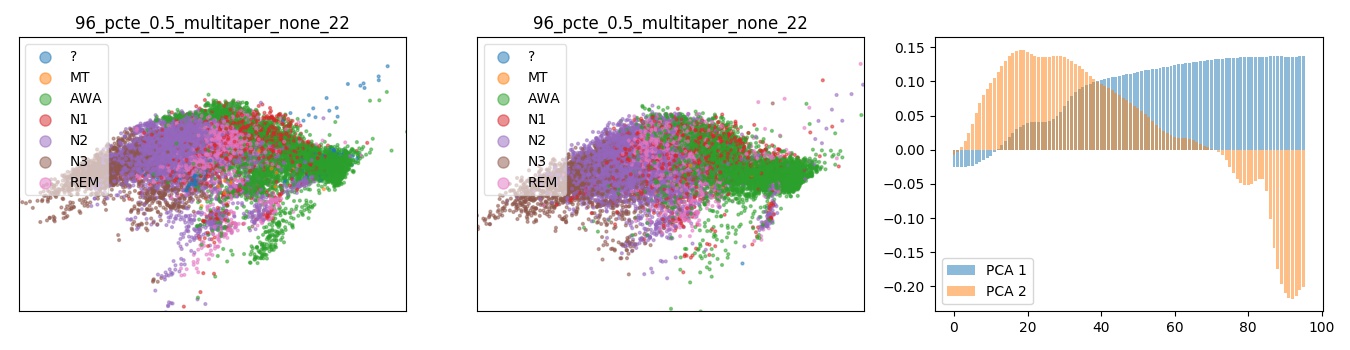 96_pcte_0.5_multitaper_none_22
?
MT
AWA
N1
N2
N3
REM
96_pcte_0.5_multitaper_none_22
?
MT
AWA
N1
N2
N3
REM
0.15
0.10
0.05
0.00
−0.05
−0.10
−0.15
−0.20
PCA 1
PCA 2
0 20 40 60 80 100